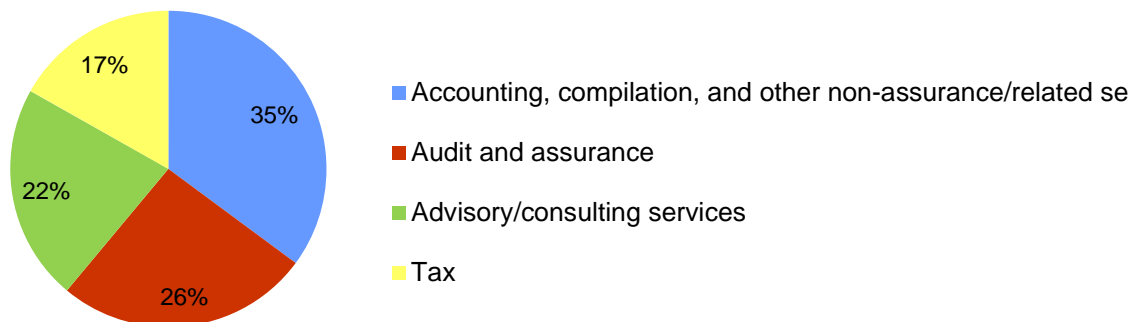 17%
35%
22%
26%
Accounting, compilation, and other non-assurance/related se
Audit and assurance
Advisory/consulting services
Tax